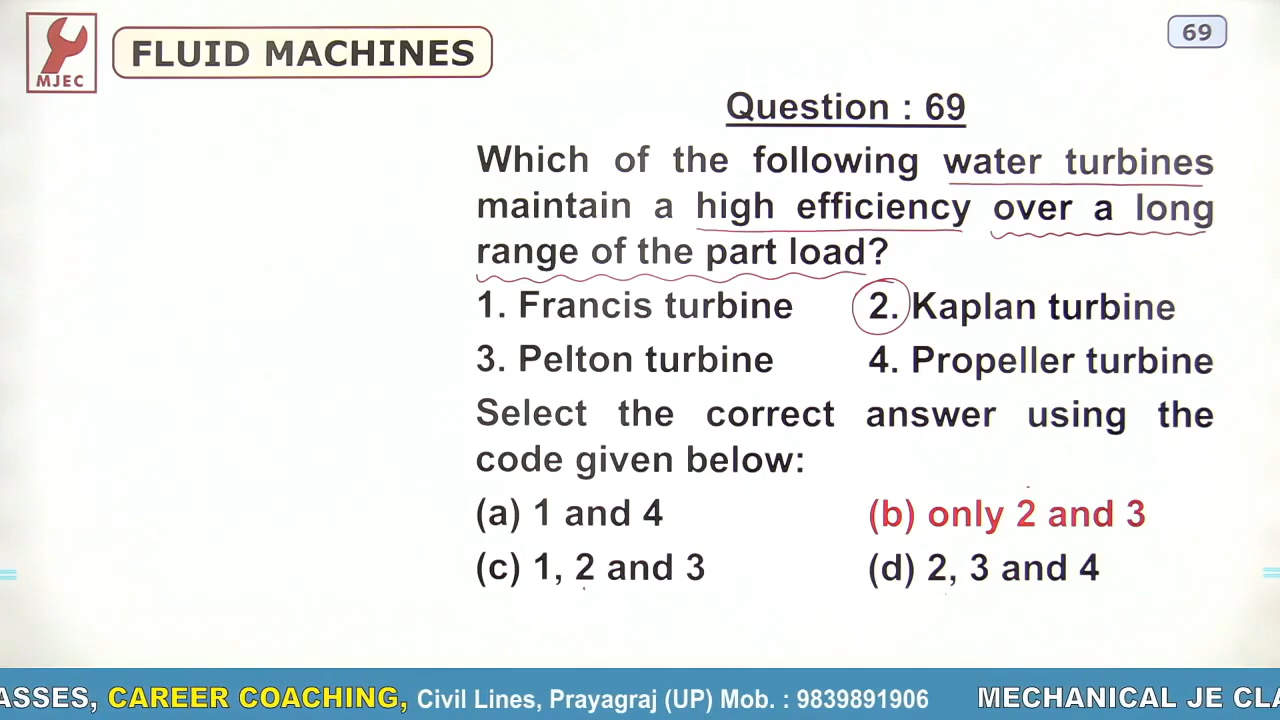 MJEC
FLUID MACHINES
69
Question : 69
Which of the following water turbines
maintain a high efficiency over a long
range of the part load?
1. Francis turbine 2. Kaplan turbine
3. Pelton turbine 4. Propeller turbine
Select the correct answer using the
code given below:
(a) 1 and 4 (b) only 2 and 3
(c) 1, 2 and 3 (d) 2, 3 and 4
ASSES, CAREER COACHING, Civil Lines, Prayagraj (UP) Mob. : 9839891906 MECHANICAL JE CLA